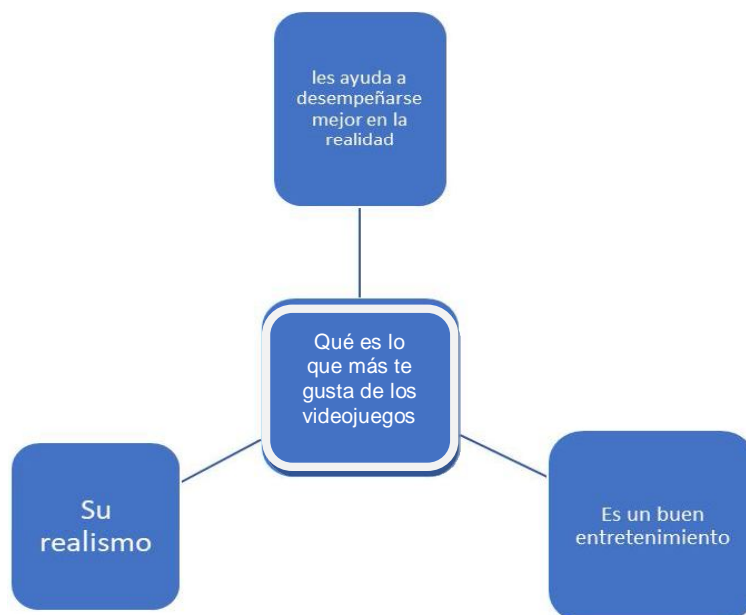 les ayuda a
desempeñarse
mejor en la
realidad
Qué es lo
que más te
gusta de los
videojuegos
Su
realismo
Es un buen
entretenimiento